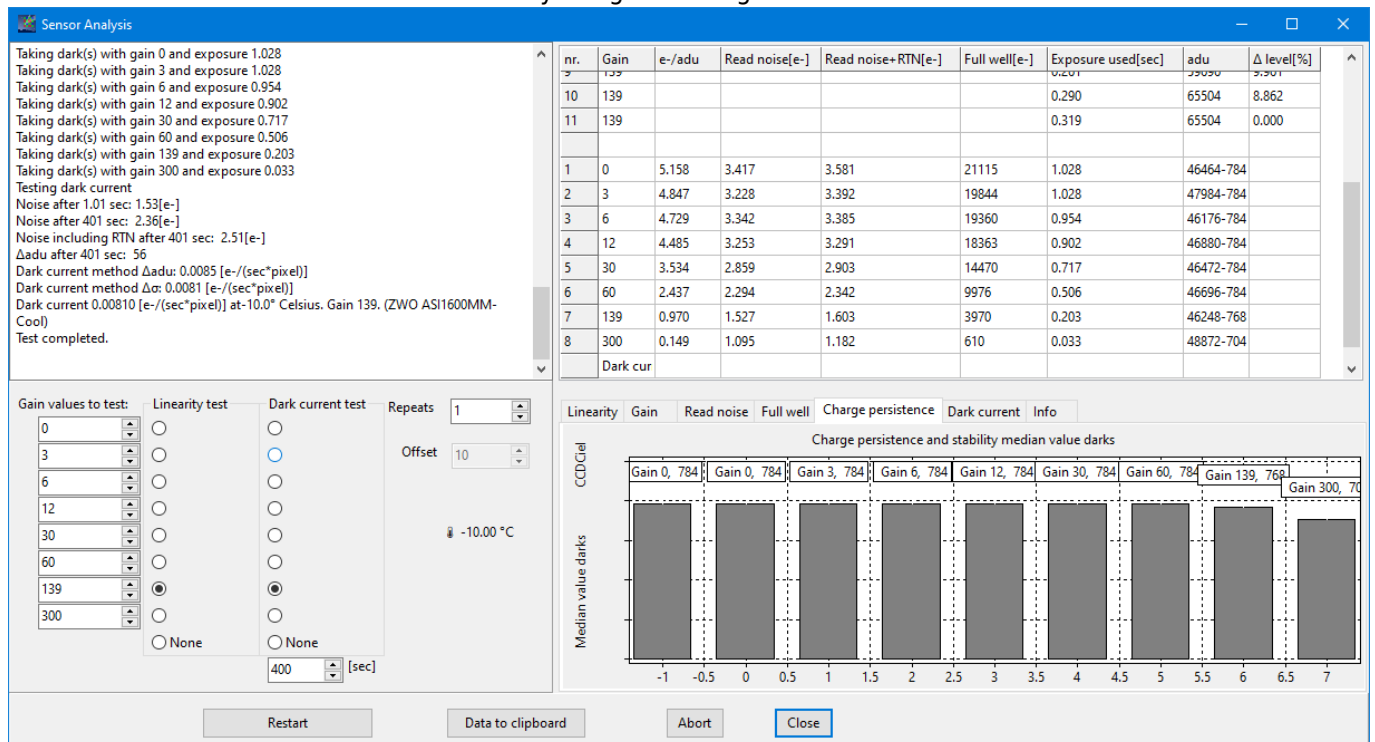 Sensor Analysis
Taking dark(s) with gain 0 and exposure 1.028
Taking dark(s) with gain 3 and exposure 1.028
Taking dark(s) with gain 6 and exposure 0.954
Taking dark(s) with gain 12 and exposure 0.902
Taking dark(s) with gain 30 and exposure 0.717
Taking dark(s) with gain 60 and exposure 0.506
Taking dark(s) with gain 139 and exposure 0.203
Taking dark(s) with gain 300 and exposure 0.033
Testing dark current
Noise after 1.01 sec: 1.53[e-]
Noise after 401 sec: 2.36[e-]
Noise including RTN after 401 sec: 2.51[e-]
Δadu after 401 sec: 56
Dark current method Δadu: 0.0085 [e-/(sec*pixel)]
Dark current method Δσ: 0.0081 [e-/(sec*pixel)]
Dark current 0.00810 [e-/(sec*pixel)] at-10.0° Celsius. Gain 139. (ZWO ASI1600MM-
Cool)
Test completed.
nr. Gain e-/adu Read noise[e-] Read noise+RTN[e-] Full well[e-] Exposure used[sec] adu Δ level[%]
10 139 0.290 65504 8.862
11 139 0.319 65504 0.000
1 0 5.158 3.417 3.581 21115 1.028 46464-784
2 3 4.847 3.228 3.392 19844 1.028 47984-784
3 6 4.729 3.342 3.385 19360 0.954 46176-784
4 12 4.485 3.253 3.291 18363 0.902 46880-784
5 30 3.534 2.859 2.903 14470 0.717 46472-784
6 60 2.437 2.294 2.342 9976 0.506 46696-784
7 139 0.970 1.527 1.603 3970 0.203 46248-768
8 300 0.149 1.095 1.182 610 0.033 48872-704
Dark cur
Gain values to test: Linearity test Dark current test Repeats 1
0
3
6
12
30
60
139
300
Offset 10
-10.00 °C
None None
400 [sec]
Linearity Gain Read noise Full well Charge persistence Dark current Info
Charge persistence and stability median value darks
CCDCiel
Median value darks
Gain 0, 784 Gain 0, 784 Gain 3, 784 Gain 6, 784 Gain 12, 784 Gain 30, 784 Gain 60, 784 Gain 139, 768 Gain 300, 70
-1 -0.5 0 0.5 1 1.5 2 2.5 3 3.5 4 4.5 5 5.5 6 6.5 7
Restart Data to clipboard Abort Close